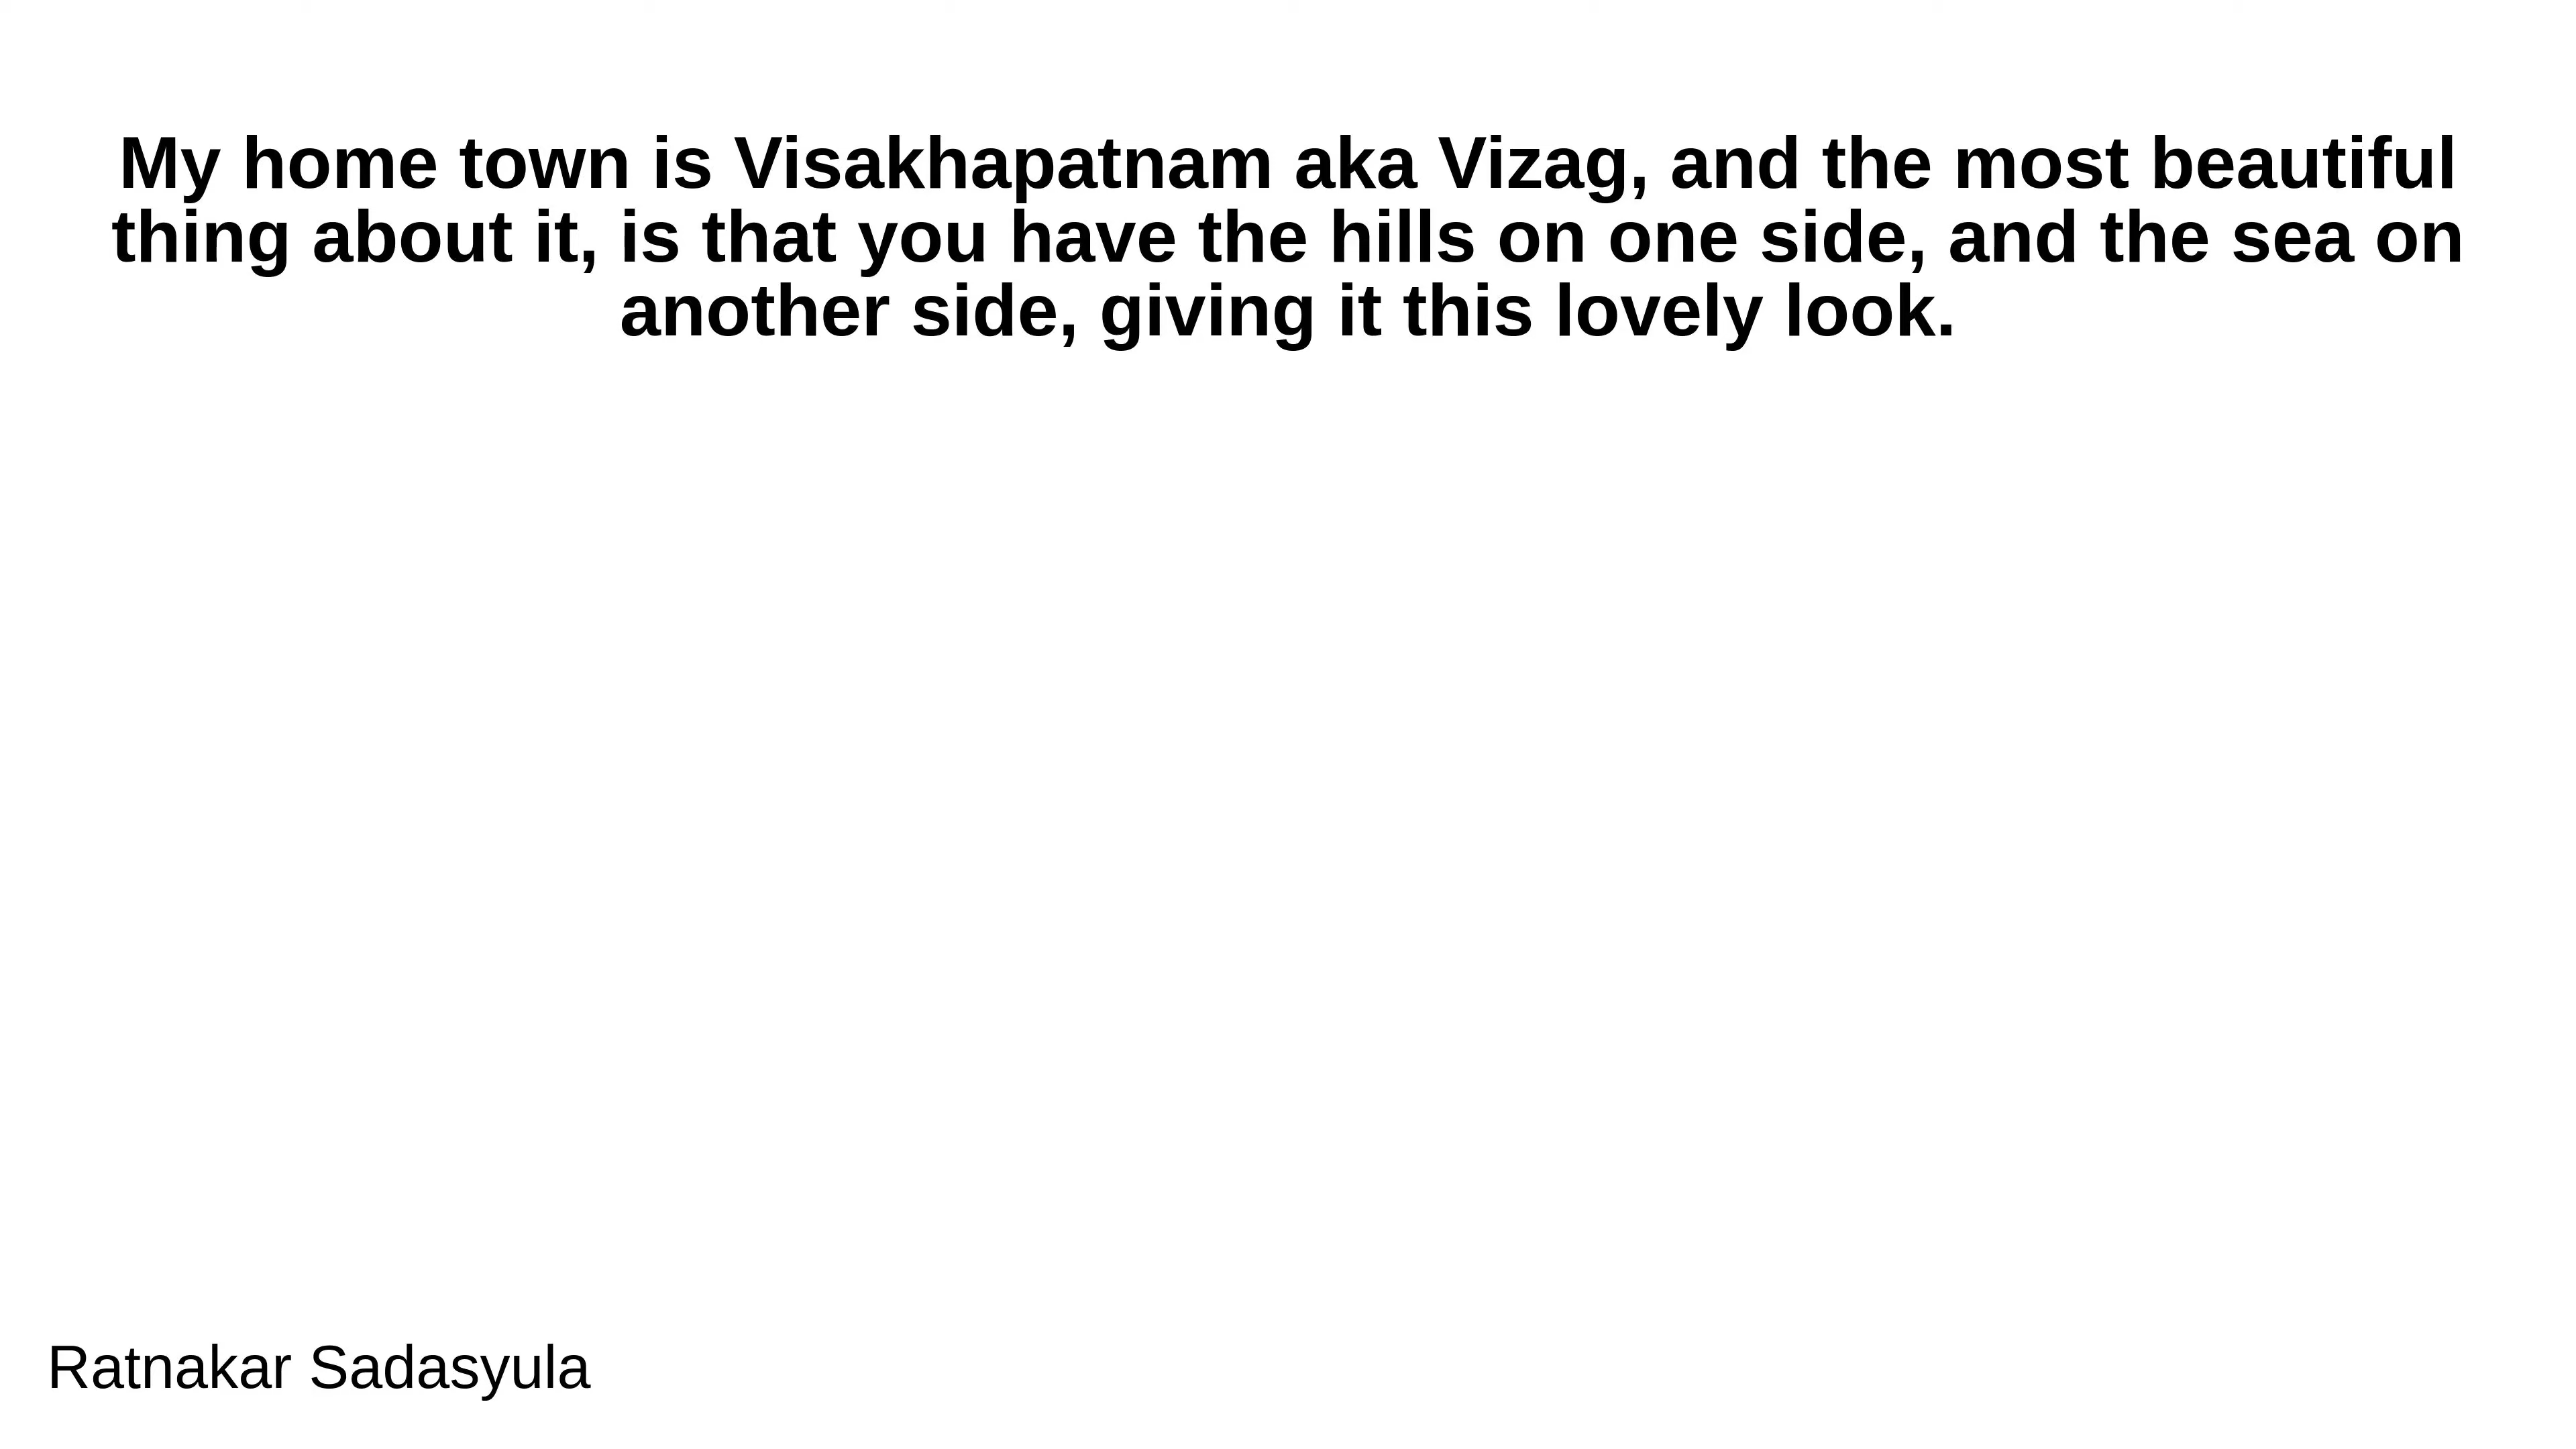 My home town is Visakhapatnam aka Vizag, and the most beautiful
thing about it, is that you have the hills on one side, and the sea on
another side, giving it this lovely look.
Ratnakar Sadasyula